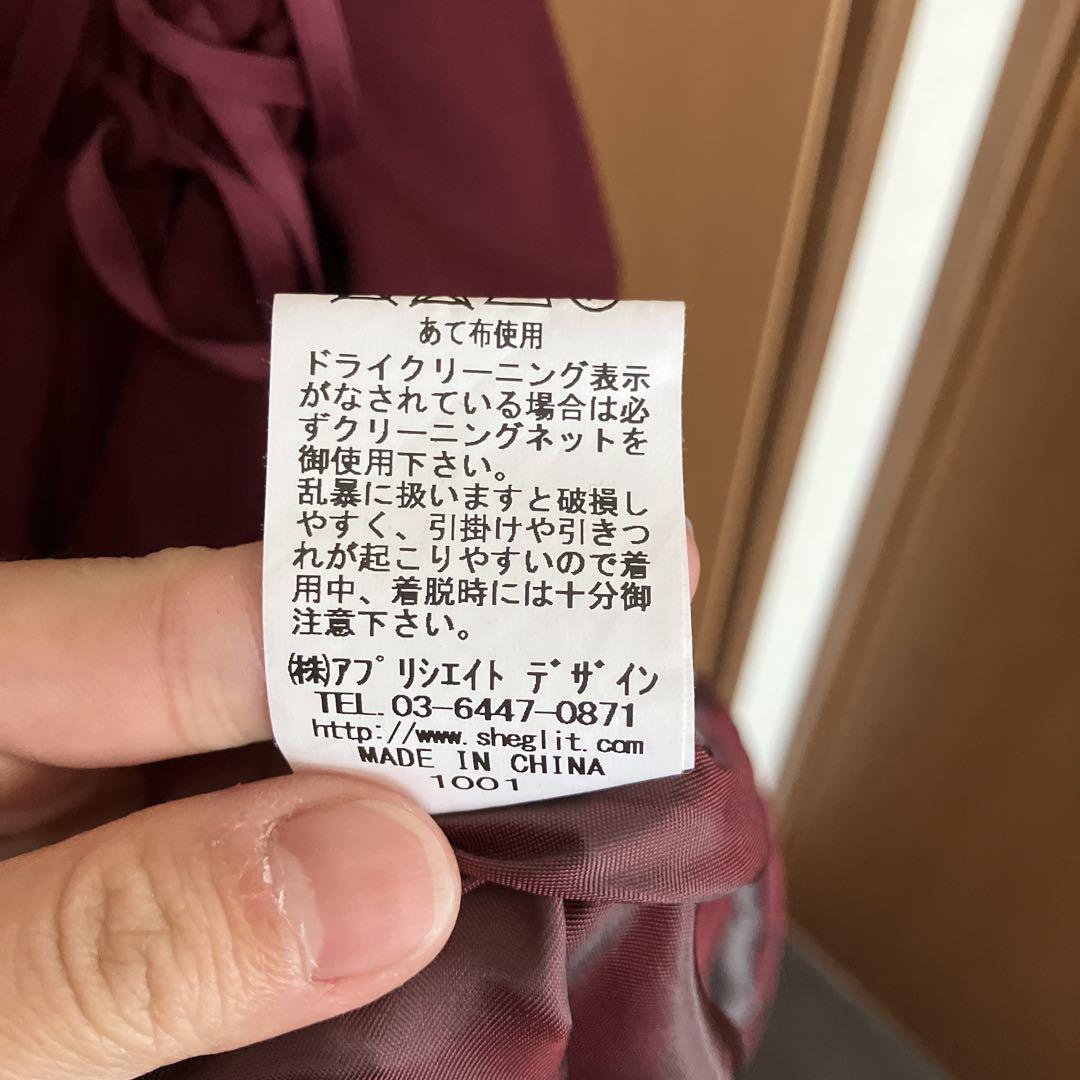 あて布使用
ドライクリーニング表示
がなされている場合は必
ずクリーニングネットを
御使用下さい。
乱暴に扱いますと破損し
やすく、引掛けや引きつ
れが起こりやすいので着
用中、着脱時には十分御
注意下さい。
㈱アプリシエイト デザイン
TEL.03-6447-0871
http://www.sheglit.com
MADE IN CHINA
1001